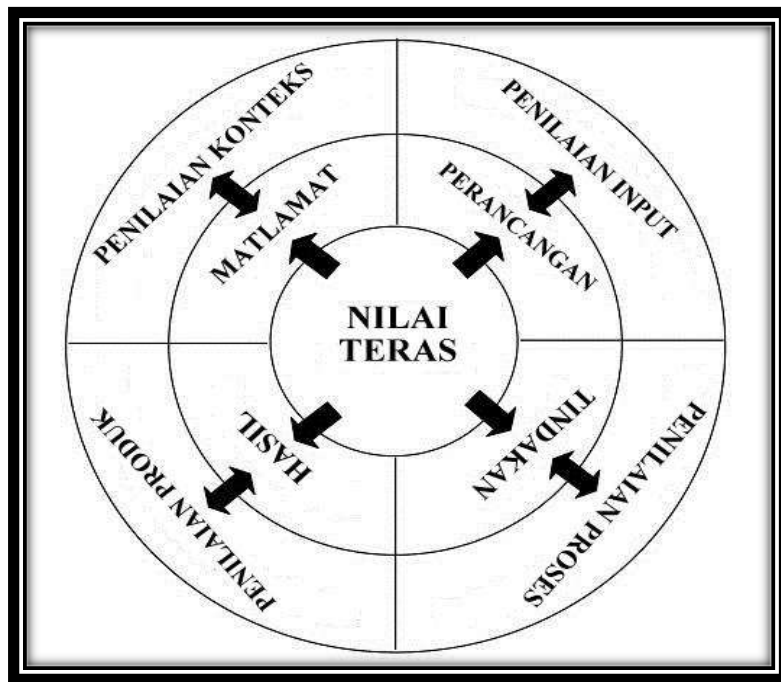 PENILAIAN KONTEKS
PENILAIAN INPUT
MATLAMAT
PERANCANGAN
NILAI
TERAS
HASIL
TINDAKAN
PENILAIAN PRODUK
PENILAIAN PROSES